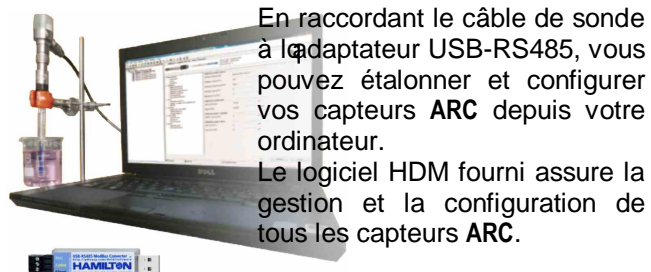 En raccordant le câble de sonde
à lqadaptateur USB-RS485, vous
pouvez étalonner et configurer
vos capteurs ARC depuis votre
ordinateur.
Le logiciel HDM fourni assure la
gestion et la configuration de
tous les capteurs ARC.
DELL
USB-RS485 Modbus Converter
HAMILTON